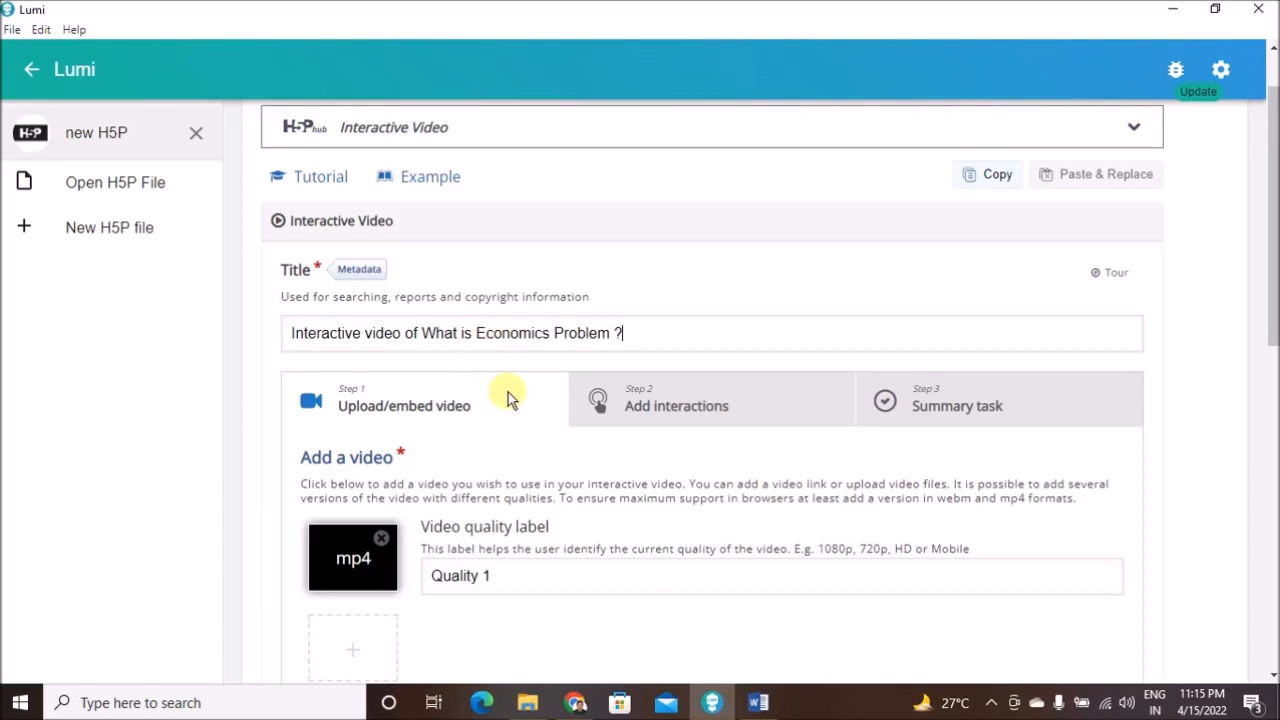 Lumi
File Edit Help
Lumi
Update
H5P new H5P
Open H5P File
New H5P file
H5P hub Interactive Video
Tutorial Example Copy Paste & Replace
Interactive Video
Title * Metadata Tour
Used for searching, reports and copyright information
Interactive video of What is Economics Problem ?
Step 1 Step 2 Step 3
Upload/embed video Add interactions Summary task
Add a video *
Click below to add a video you wish to use in your interactive video. You can add a video link or upload video files. It is possible to add several
versions of the video with different qualities. To ensure maximum support in browsers at least add a version in webm and mp4 formats.
Video quality label
This label helps the user identify the current quality of the video. E.g. 1080p, 720p, HD or Mobile
mp4
Quality 1
Type here to search
27°C
ENG
IN
11:15 PM
4/15/2022
3